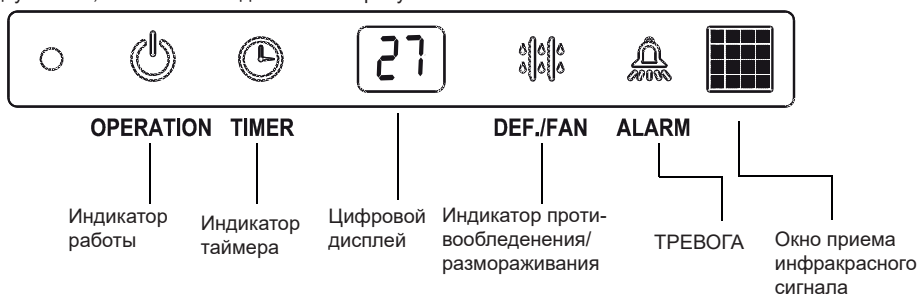 27
OPERATION TIMER DEF./FAN ALARM
Индикатор
работы
Индикатор
таймера
Цифровой
дисплей
Индикатор проти-
вообледенения/
размораживания
ТРЕВОГА
Окно приема
инфракрасного
сигнала